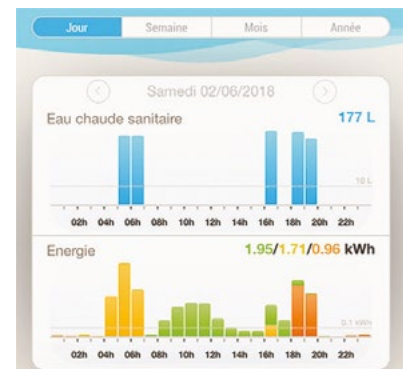 Jour Semaine Mois Année
Samedi 02/06/2018
Eau chaude sanitaire 177 L
10 L
02h 04h 06h 08h 10h 12h 14h 16h 18h 20h 22h
Energie 1.95/1.71/0.96 kWh
0.1 kWh
02h 04h 06h 08h 10h 12h 14h 16h 18h 20h 22h